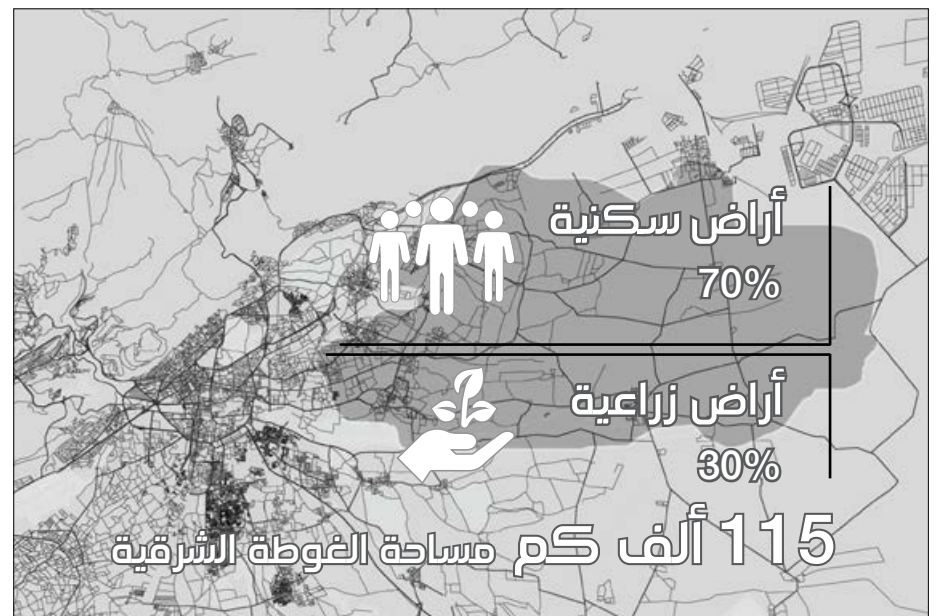 أراض سكنية
70%
أراض زراعية
30%
115 ألف كم مساحة الغوطة الشرقية